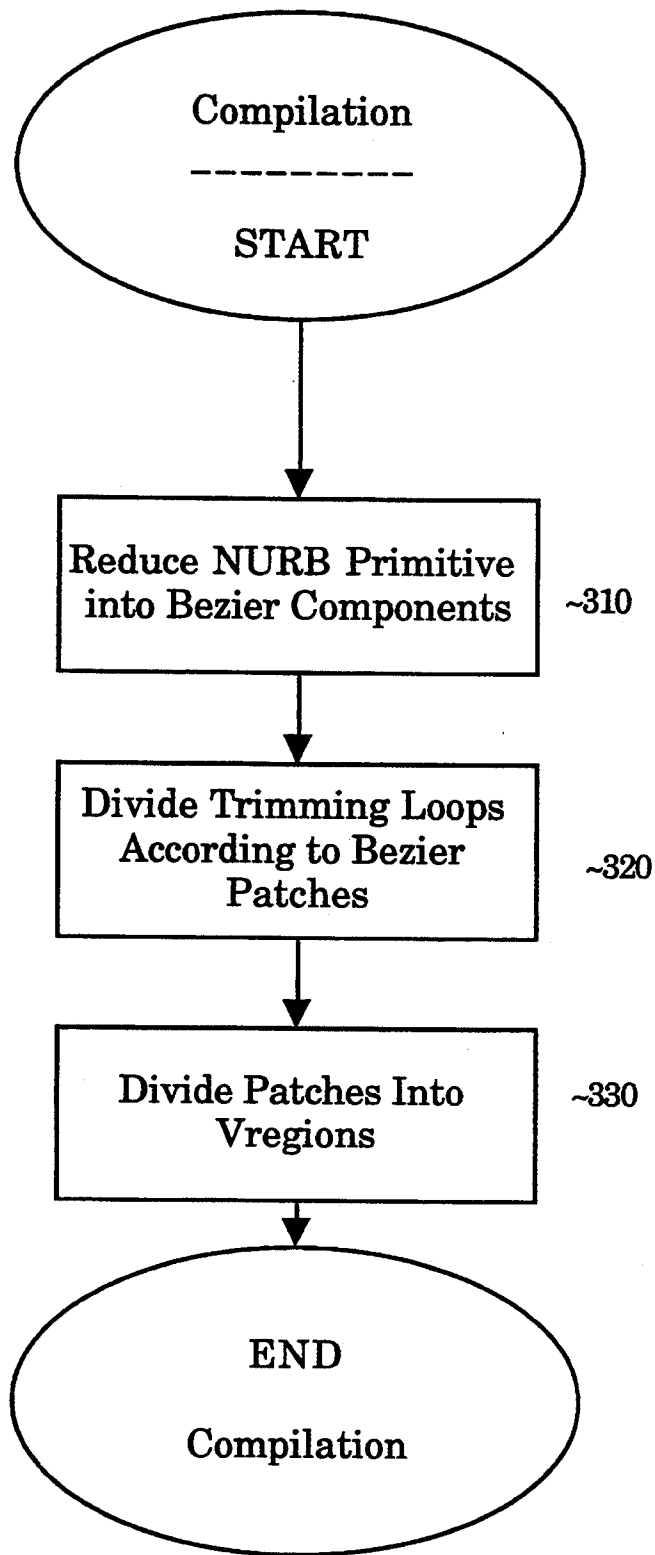 Compilation
---------
START
Reduce NURB Primitive
into Bezier Components
~310
Divide Trimming Loops
According to Bezier
Patches
~320
Divide Patches Into
Vregions
~330
END
Compilation